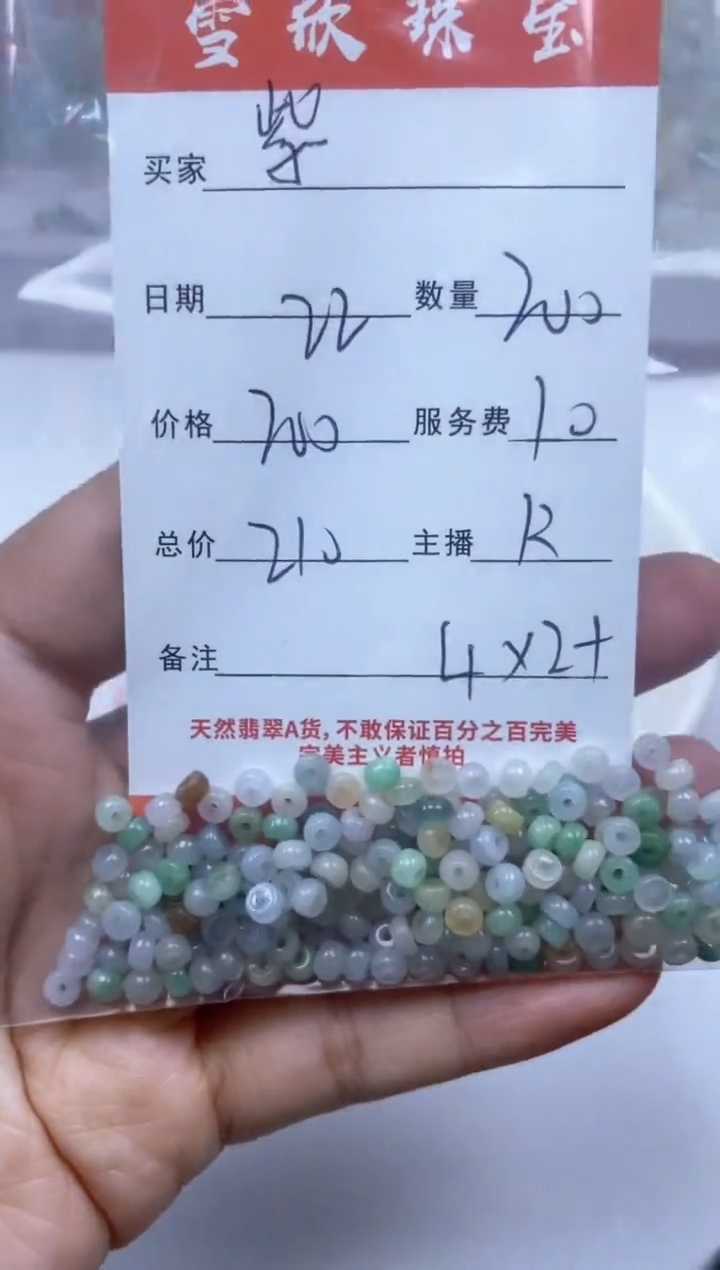 雪欣珠宝
买家 紫
日期 22 数量 200
价格 200 服务费 10
总价 210 主播 R
备注 4x2+
天然翡翠A货,不敢保证百分之百完美
完美主义者慎拍